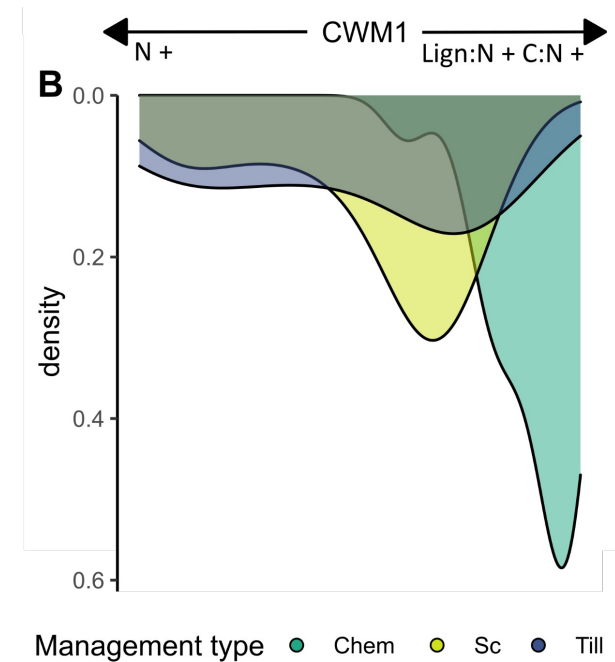 CWM1
N +
Lign:N + C:N +
B
0.0
0.2
density
0.4
0.6
Management type Chem Sc Till